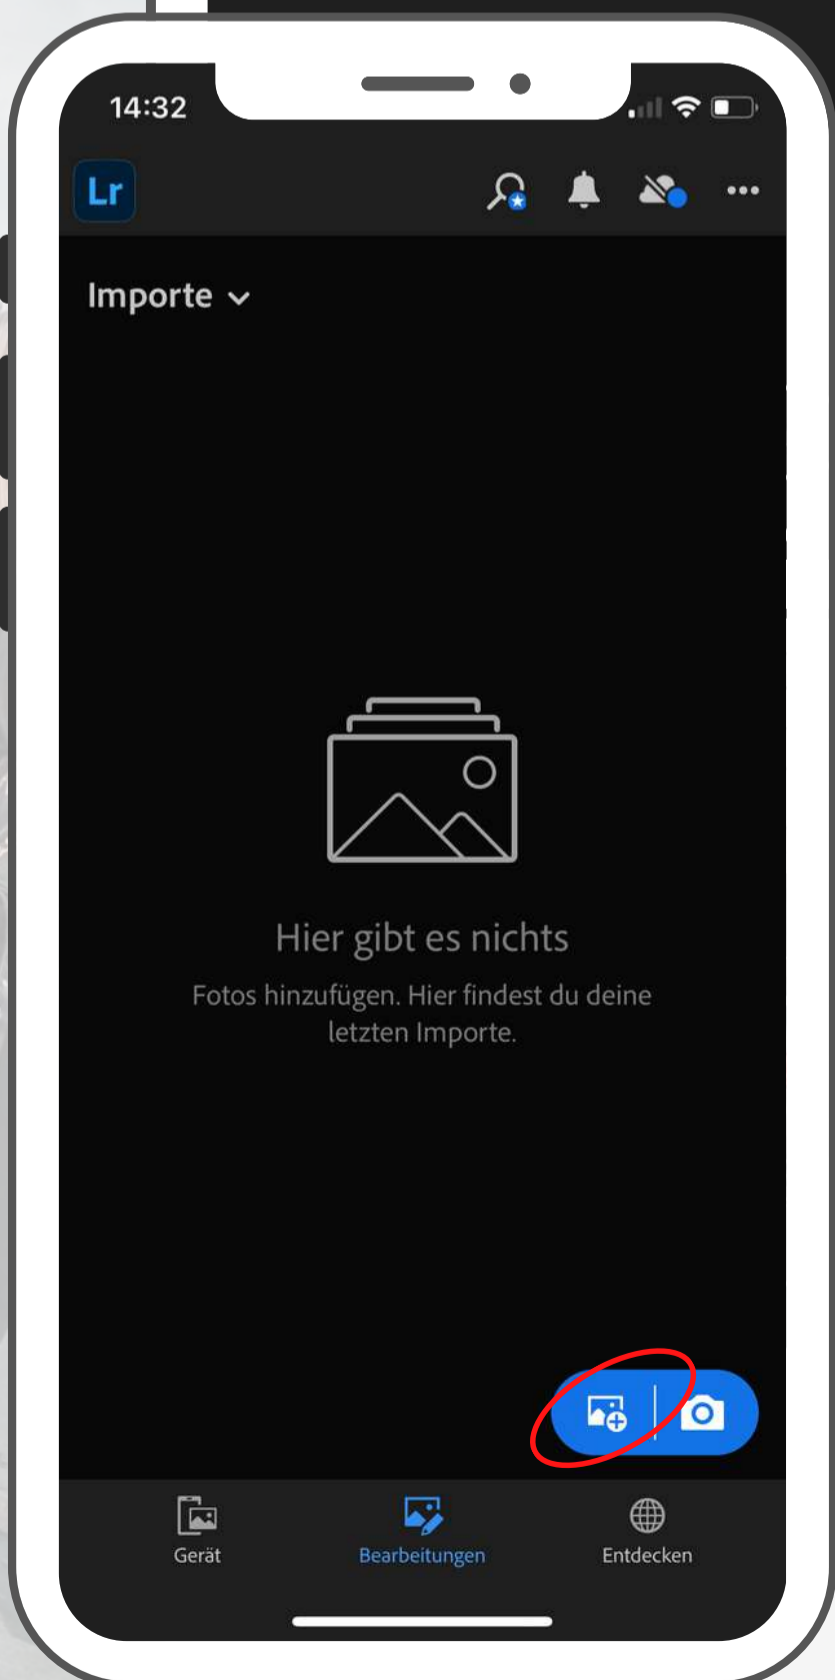 14:32
Lr
Importe
Hier gibt es nichts
Fotos hinzufügen. Hier findest du deine
letzten Importe.
Gerät
Bearbeitungen
Entdecken